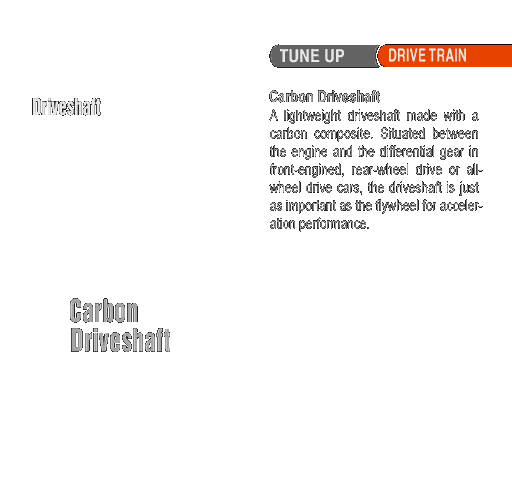 TUNE UP DRIVE TRAIN
Driveshaft
Carbon Driveshaft
A lightweight driveshaft made with a
carbon composite. Situated between
the engine and the differential gear in
front-engined, rear-wheel drive or all-
wheel drive cars, the driveshaft is just
as important as the flywheel for acceler-
ation performance.
Carbon
Driveshaft